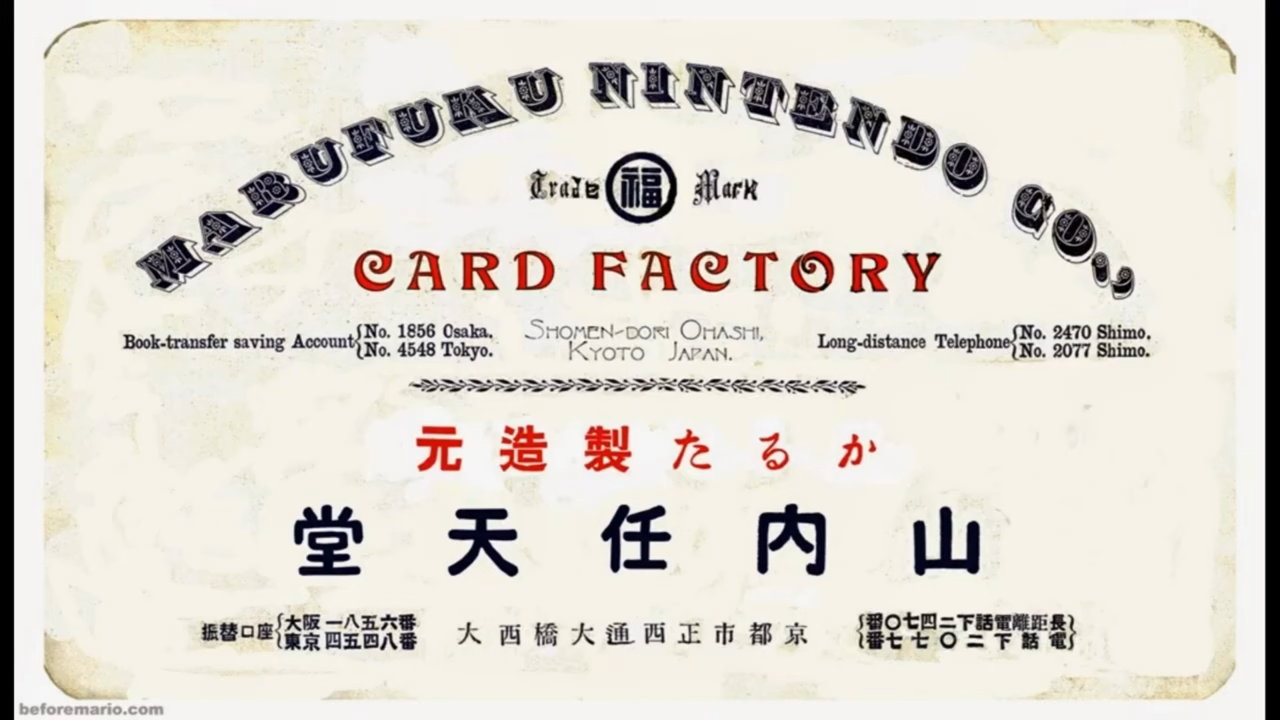 MARUFUKU NINTENDO CO.,
Trade 福 Mark
CARD FACTORY
Book-transfer saving Account{No. 1856 Osaka.
No. 4548 Tokyo.
SHOMEN-DORI OHASHI,
KYOTO JAPAN.
Long-distance Telephone{No. 2470 Shimo.
No. 2077 Shimo.
かるた製造元
山内任天堂
長距離電話下二四七〇番
電話下二〇七七番
京都市正西通大橋西大
振替口座{大阪一八五六番
東京四五四八番
beforemario.com